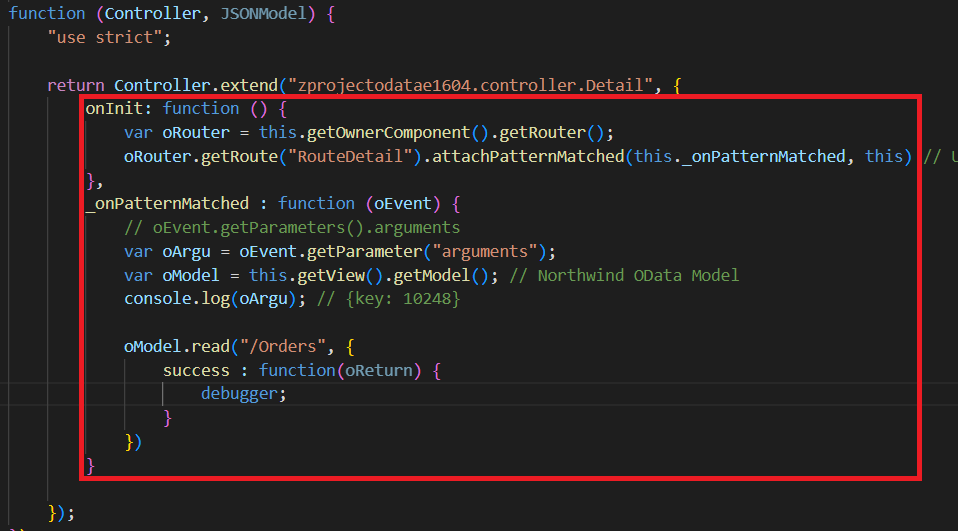 function (Controller, JSONModel) {
"use strict";
return Controller.extend("zprojectodatae1604.controller.Detail", {
onInit: function () {
var oRouter = this.getOwnerComponent().getRouter();
oRouter.getRoute("RouteDetail").attachPatternMatched(this._onPatternMatched, this) //
},
_onPatternMatched : function (oEvent) {
// oEvent.getParameters().arguments
var oArgu = oEvent.getParameter("arguments");
var oModel = this.getView().getModel(); // Northwind OData Model
console.log(oArgu); // {key: 10248}
oModel.read("/Orders", {
success : function(oReturn) {
debugger;
}
})
}
});